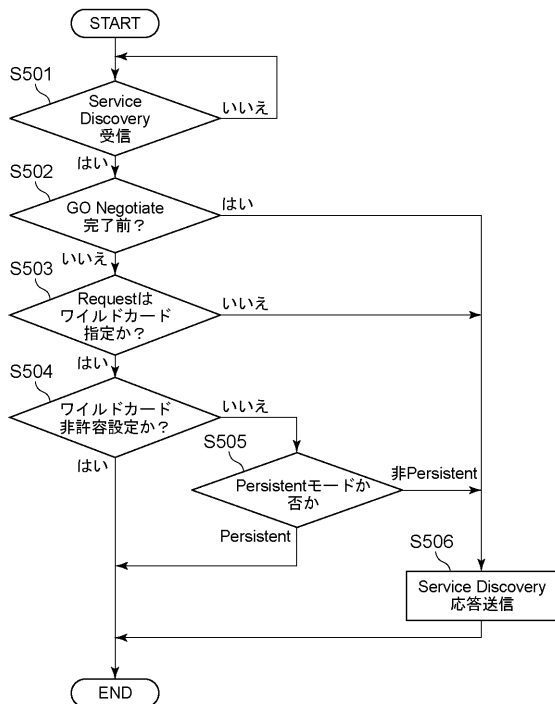 START
S501
Service
Discovery
受信
いいえ
はい
S502
GO Negotiate
完了前？
はい
いいえ
S503
Requestは
ワイルドカード
指定か？
いいえ
はい
S504
ワイルドカード
非許容設定か？
いいえ
はい
S505
Persistentモードか
否か
非Persistent
Persistent
S506
Service Discovery
応答送信
END